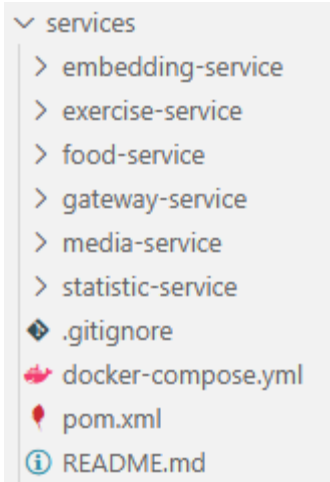 services
embedding-service
exercise-service
food-service
gateway-service
media-service
statistic-service
.gitignore
docker-compose.yml
pom.xml
README.md